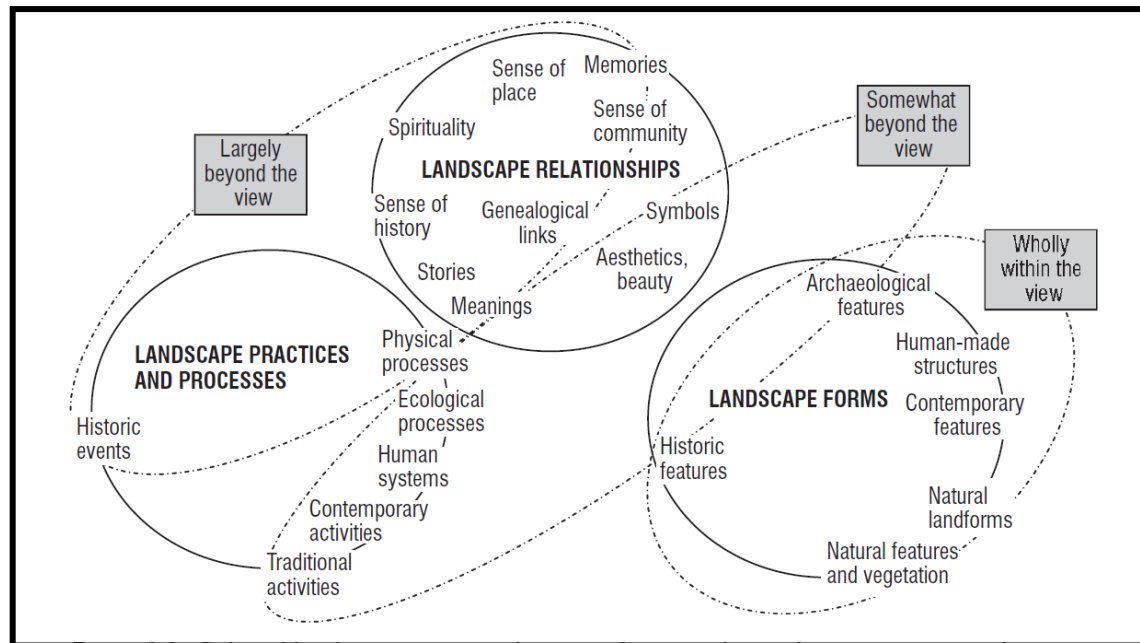 Sense of
place
Memories
Sense of
community
Spirituality
LANDSCAPE RELATIONSHIPS
Sense of
history
Genealogical
links
Symbols
Stories
Aesthetics,
beauty
Meanings
Largely
beyond the
view
Somewhat
beyond the
view
Wholly
within the
view
LANDSCAPE PRACTICES
AND PROCESSES
Physical
processes
Ecological
processes
Historic
events
Human
systems
Contemporary
activities
Traditional
activities
Archaeological
features
Human-made
structures
LANDSCAPE FORMS
Contemporary
features
Historic
features
Natural
landforms
Natural features
and vegetation